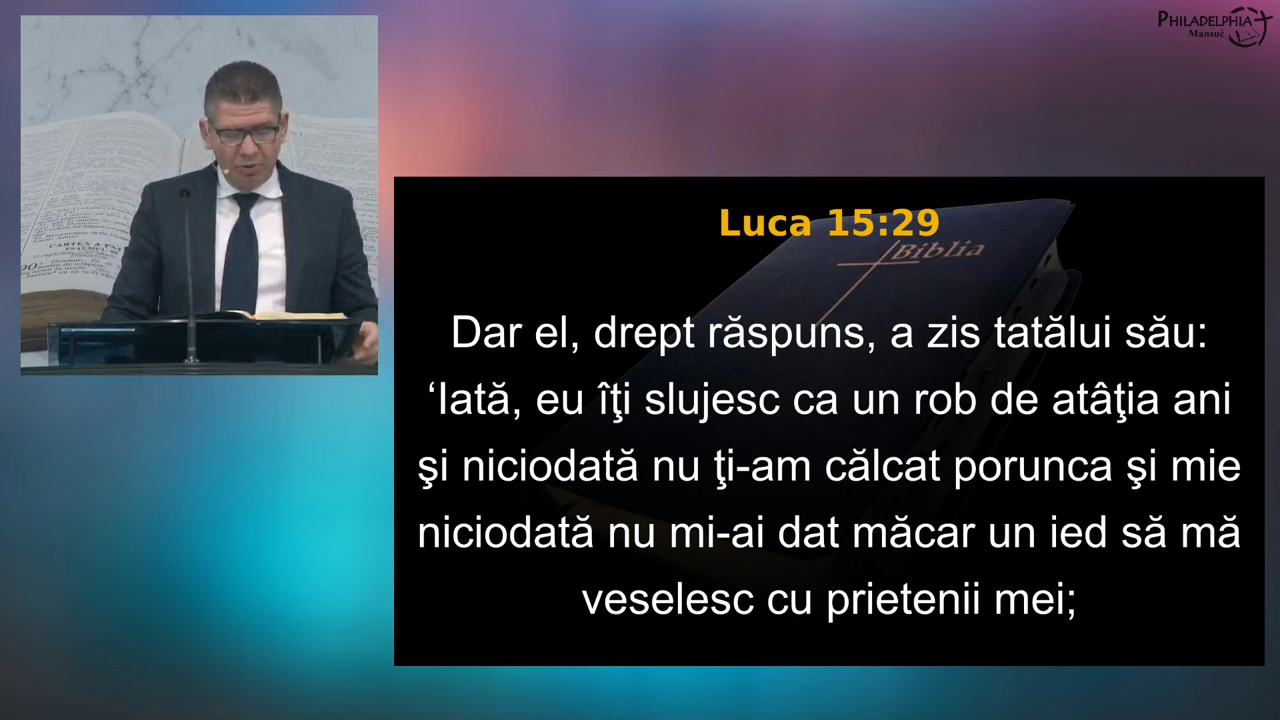 PHILADELPHIA
Mansuè
Luca 15:29
Biblia
Dar el, drept răspuns, a zis tatălui său:
‘Iată, eu îţi slujesc ca un rob de atâţia ani
şi niciodată nu ţi-am călcat porunca şi mie
niciodată nu mi-ai dat măcar un ied să mă
veselesc cu prietenii mei;